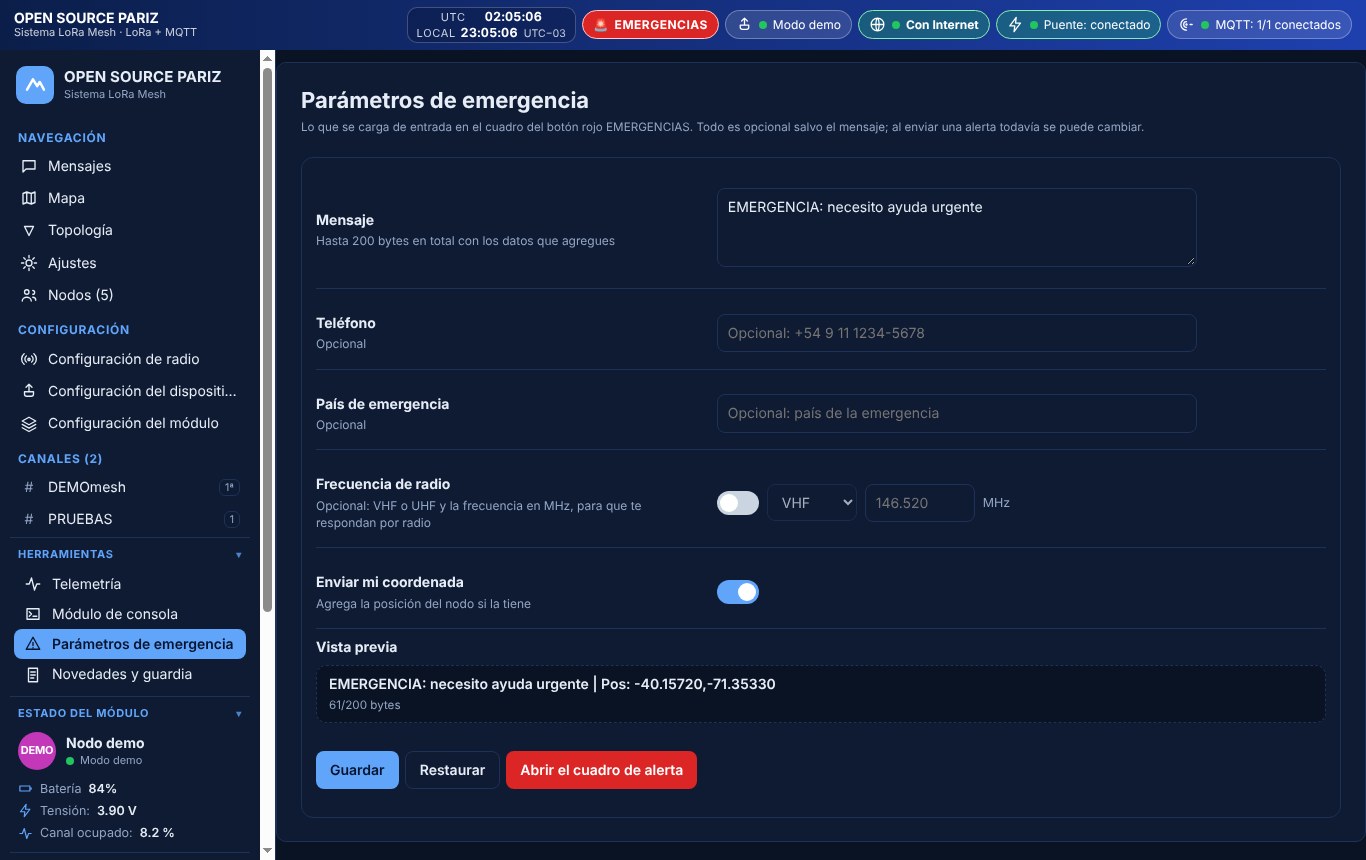 OPEN SOURCE PARIZ
Sistema LoRa Mesh · LoRa + MQTT
UTC 02:05:06
LOCAL 23:05:06 UTC−03
EMERGENCIAS
Modo demo
Con Internet
Puente: conectado
MQTT: 1/1 conectados
OPEN SOURCE PARIZ
Sistema LoRa Mesh
NAVEGACIÓN
Mensajes
Mapa
Topología
Ajustes
Nodos (5)
CONFIGURACIÓN
Configuración de radio
Configuración del dispositi...
Configuración del módulo
CANALES (2)
# DEMOmesh 1ª
# PRUEBAS 1
HERRAMIENTAS
Telemetría
Módulo de consola
Parámetros de emergencia
Novedades y guardia
ESTADO DEL MÓDULO
DEMO
Nodo demo
Modo demo
Batería 84%
Tensión: 3.90 V
Canal ocupado: 8.2 %
Parámetros de emergencia
Lo que se carga de entrada en el cuadro del botón rojo EMERGENCIAS. Todo es opcional salvo el mensaje; al enviar una alerta todavía se puede cambiar.
Mensaje
Hasta 200 bytes en total con los datos que agregues
EMERGENCIA: necesito ayuda urgente
Teléfono
Opcional
Opcional: +54 9 11 1234-5678
País de emergencia
Opcional
Opcional: país de la emergencia
Frecuencia de radio
Opcional: VHF o UHF y la frecuencia en MHz, para que te
respondan por radio
VHF 146.520 MHz
Enviar mi coordenada
Agrega la posición del nodo si la tiene
Vista previa
EMERGENCIA: necesito ayuda urgente | Pos: -40.15720,-71.35330
61/200 bytes
Guardar
Restaurar
Abrir el cuadro de alerta